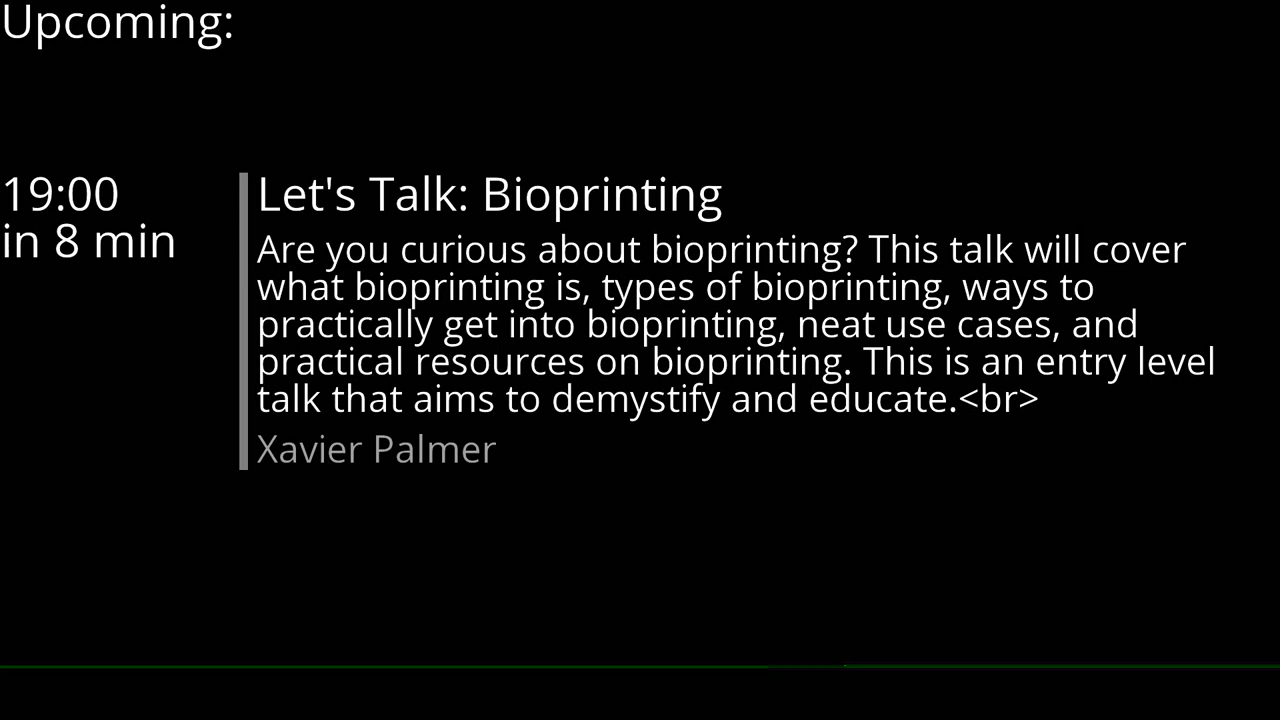 Upcoming:
19:00
in 8 min
Let's Talk: Bioprinting
Are you curious about bioprinting? This talk will cover
what bioprinting is, types of bioprinting, ways to
practically get into bioprinting, neat use cases, and
practical resources on bioprinting. This is an entry level
talk that aims to demystify and educate.<br>
Xavier Palmer